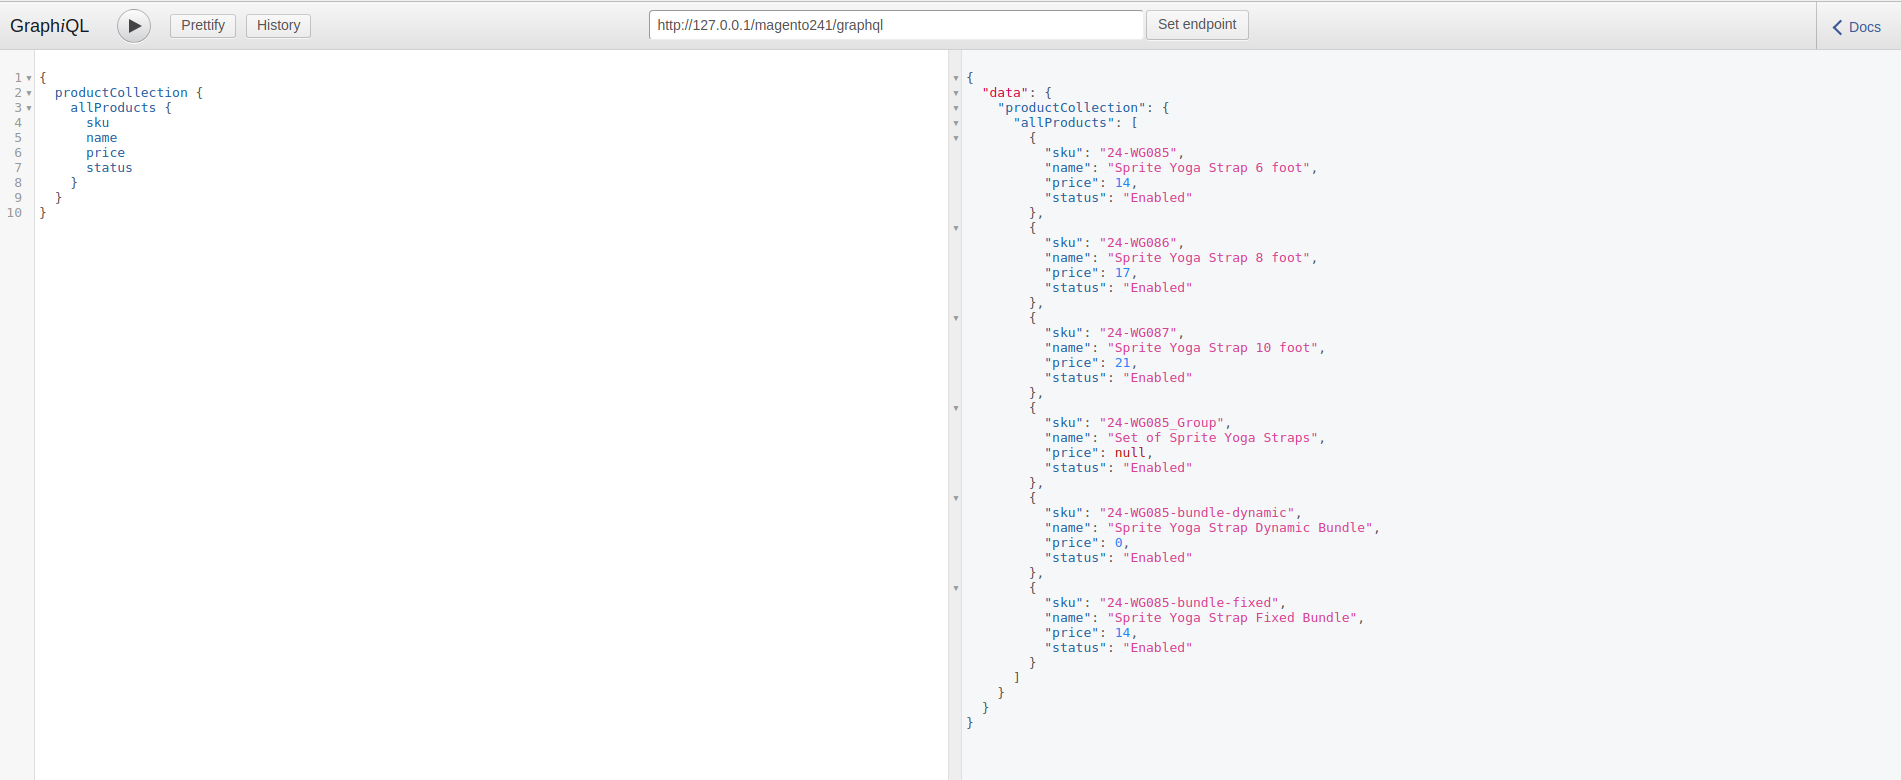 GraphiQL
Prettify
History
http://127.0.0.1/magento241/graphql
Set endpoint
Docs
1 {
2   productCollection {
3     allProducts {
4       sku
5       name
6       price
7       status
8     }
9   }
10 }
{
  "data": {
    "productCollection": {
      "allProducts": [
        {
          "sku": "24-WG085",
          "name": "Sprite Yoga Strap 6 foot",
          "price": 14,
          "status": "Enabled"
        },
        {
          "sku": "24-WG086",
          "name": "Sprite Yoga Strap 8 foot",
          "price": 17,
          "status": "Enabled"
        },
        {
          "sku": "24-WG087",
          "name": "Sprite Yoga Strap 10 foot",
          "price": 21,
          "status": "Enabled"
        },
        {
          "sku": "24-WG085_Group",
          "name": "Set of Sprite Yoga Straps",
          "price": null,
          "status": "Enabled"
        },
        {
          "sku": "24-WG085-bundle-dynamic",
          "name": "Sprite Yoga Strap Dynamic Bundle",
          "price": 0,
          "status": "Enabled"
        },
        {
          "sku": "24-WG085-bundle-fixed",
          "name": "Sprite Yoga Strap Fixed Bundle",
          "price": 14,
          "status": "Enabled"
        }
      ]
    }
  }
}